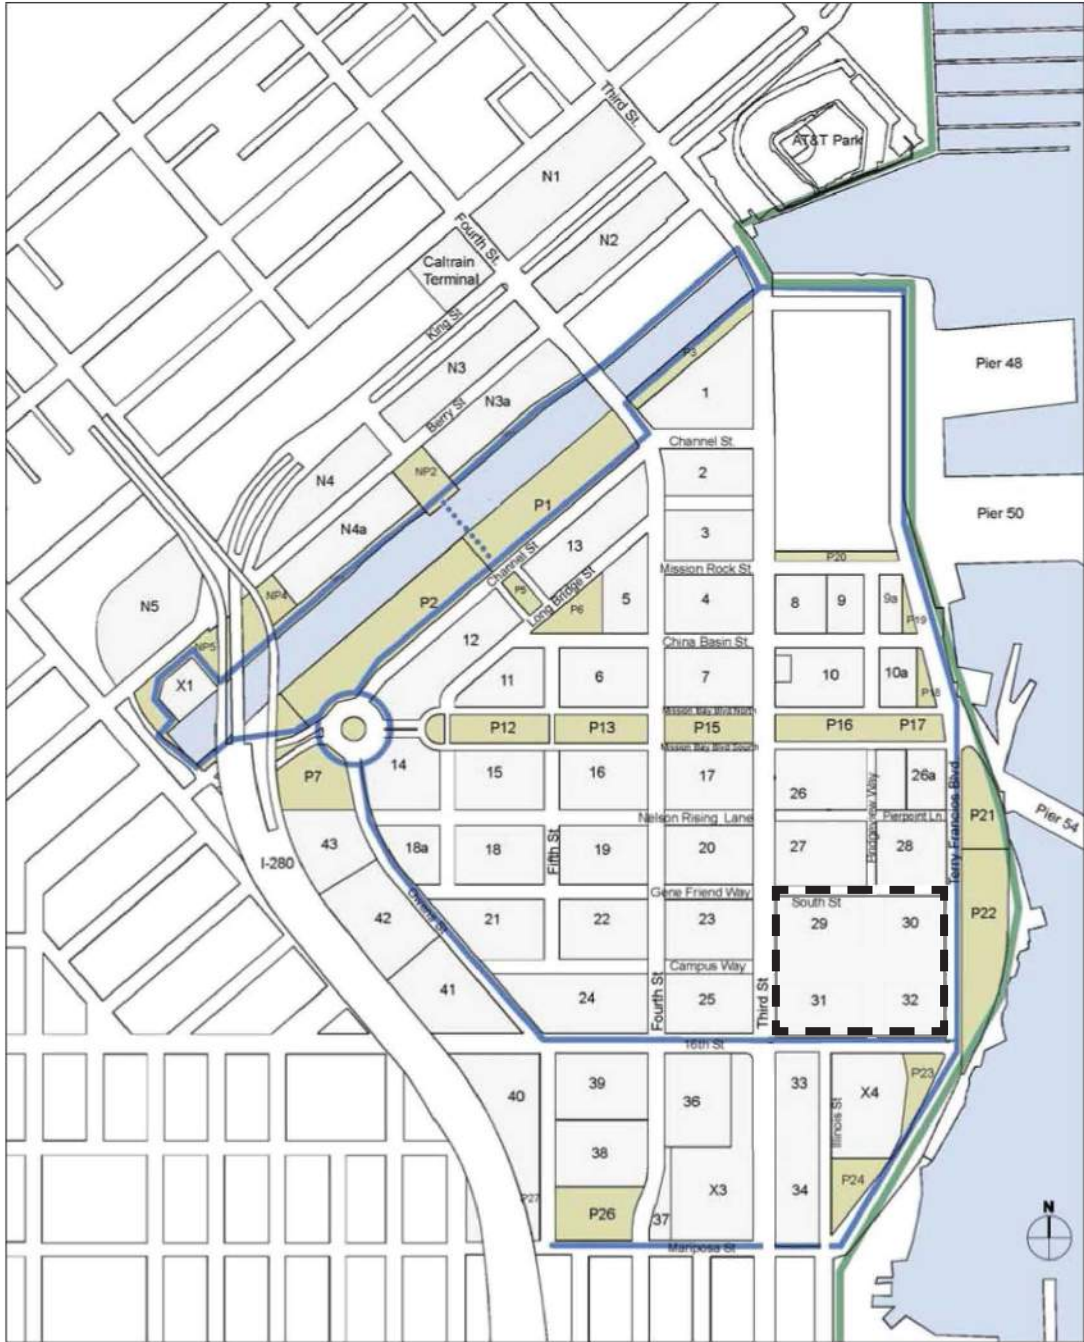 Third St.
AT&T Park
N1
Fourth St.
N2
Caltrain
Terminal
King St
Pier 48
N3
P3
N3a
1
Berry St
Channel St.
NP2
2
N4
P1
Pier 50
N4a
3
13
Channel St
P20
Mission Rock St.
NP4
P5
Long Bridge St
N5
P2
P6
5
4
8
9
9a
P19
12
China Basin St.
NP5
X1
11
6
7
10
10a
P18
Mission Bay Blvd North
P12
P13
P15
P16
P17
Mission Bay Blvd South
14
15
16
17
26a
P7
26
Bridgeview Way
Terry Francios Blvd
P21
Nelson Rising Lane
Pierpoint Ln.
Pier 54
43
18a
18
Fifth St
19
20
27
28
I-280
Gene Friend Way
South St
Owens St
42
21
22
23
29
30
P22
Campus Way
41
24
Fourth St
25
Third St
31
32
16th St
P23
39
33
40
36
X4
Illinois St
38
P24
P27
X3
34
P26
37
N
Mariposa St